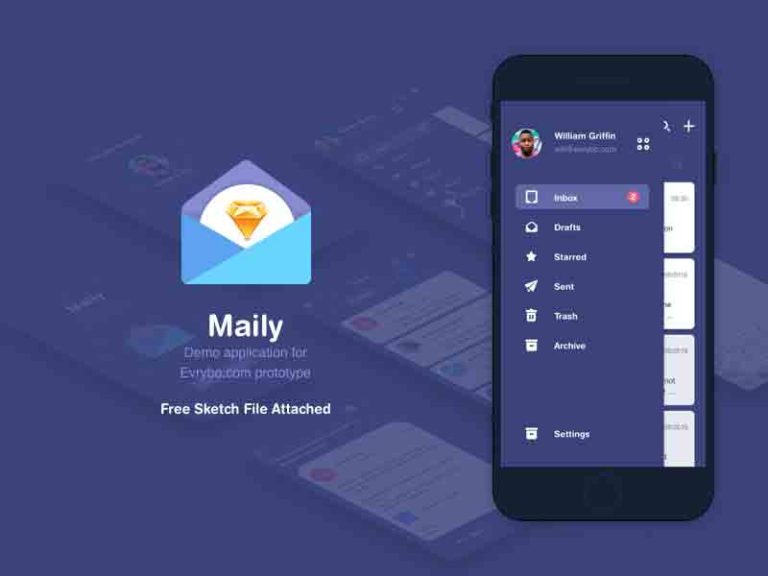 Maily
Demo application for
Evrybo.com prototype
Free Sketch File Attached
William Griffin
will@evrybo.com
Inbox
2
Drafts
Starred
Sent
Trash
Archive
Settings